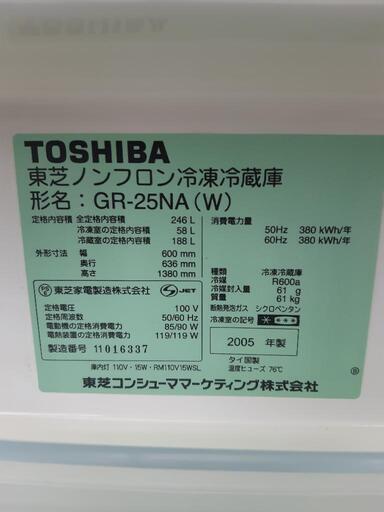 TOSHIBA
東芝ノンフロン冷凍冷蔵庫
形名：GR-25NA（W）
定格内容積 全定格内容積 246 L
冷凍室の定格内容積 58 L
冷蔵室の定格内容積 188 L
外形寸法 幅 600 mm
奥行 636 mm
高さ 1380 mm
消費電力量
50Hz 380 kWh/年
60Hz 380 kWh/年
種類 冷凍冷蔵庫
冷媒 R600a
冷媒封入量 61 g
質量 61 kg
断熱発泡ガス シクロペンタン
冷凍室の記号
PSE 東芝家電製造株式会社 S-JET
定格電圧 100 V
定格周波数 50/60 Hz
電動機の定格消費電力 85/90 W
電熱装置の定格消費電力 119/119 W
製造番号 11016337
2005 年製
タイ国製
温度ヒューズ 76℃
庫内灯 110V・15W・RM110V15WSL
東芝コンシューママーケティング株式会社